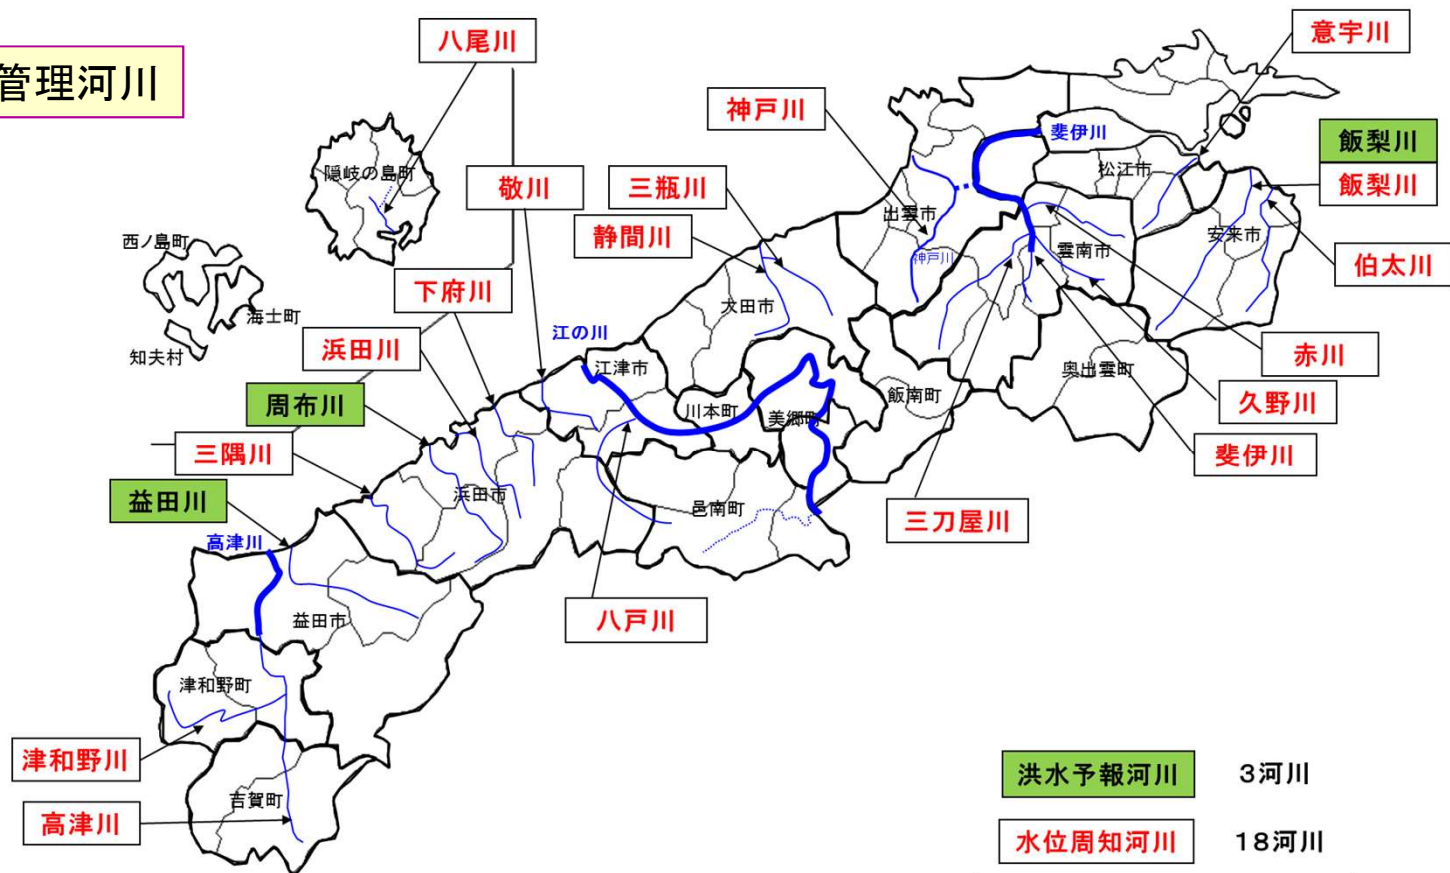 管理河川
八尾川
意宇川
神戸川
斐伊川
飯梨川
飯梨川
隠岐の島町
敬川
三瓶川
松江市
出雲市
安来市
静間川
西ノ島町
神戸川
雲南市
伯太川
下府川
海士町
大田市
江の川
浜田川
知夫村
江津市
赤川
奥出雲町
飯南町
周布川
川本町
美郷町
久野川
三隅川
斐伊川
益田川
浜田市
邑南町
三刀屋川
高津川
益田市
八戸川
津和野町
津和野川
吉賀町
高津川
洪水予報河川 3河川
水位周知河川 18河川